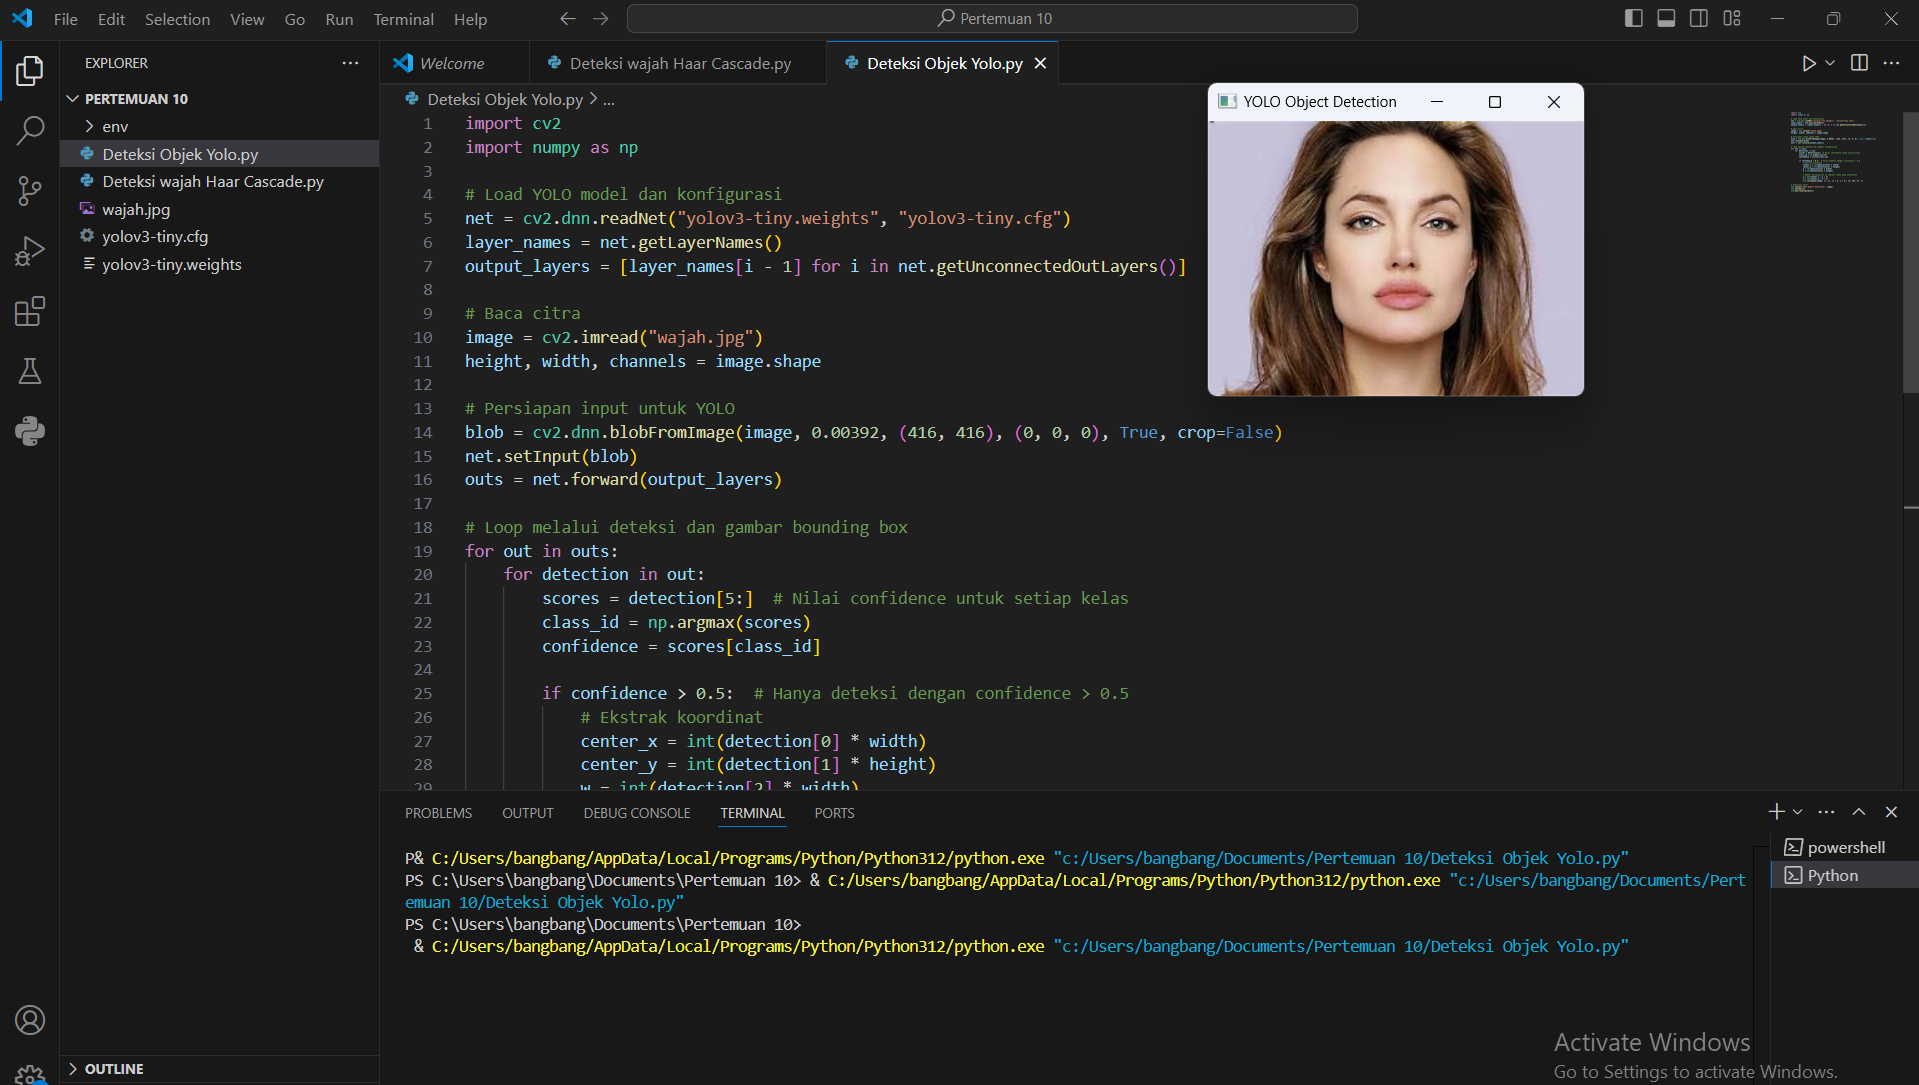 File Edit Selection View Go Run Terminal Help
Pertemuan 10
EXPLORER
PERTEMUAN 10
env
Deteksi Objek Yolo.py
Deteksi wajah Haar Cascade.py
wajah.jpg
yolov3-tiny.cfg
yolov3-tiny.weights
OUTLINE
Welcome Deteksi wajah Haar Cascade.py Deteksi Objek Yolo.py
Deteksi Objek Yolo.py > ...
YOLO Object Detection
1 import cv2
2 import numpy as np
3
4 # Load YOLO model dan konfigurasi
5 net = cv2.dnn.readNet("yolov3-tiny.weights", "yolov3-tiny.cfg")
6 layer_names = net.getLayerNames()
7 output_layers = [layer_names[i - 1] for i in net.getUnconnectedOutLayers()]
8
9 # Baca citra
10 image = cv2.imread("wajah.jpg")
11 height, width, channels = image.shape
12
13 # Persiapan input untuk YOLO
14 blob = cv2.dnn.blobFromImage(image, 0.00392, (416, 416), (0, 0, 0), True, crop=False)
15 net.setInput(blob)
16 outs = net.forward(output_layers)
17
18 # Loop melalui deteksi dan gambar bounding box
19 for out in outs:
20 for detection in out:
21 scores = detection[5:] # Nilai confidence untuk setiap kelas
22 class_id = np.argmax(scores)
23 confidence = scores[class_id]
24
25 if confidence > 0.5: # Hanya deteksi dengan confidence > 0.5
26 # Ekstrak koordinat
27 center_x = int(detection[0] * width)
28 center_y = int(detection[1] * height)
29 w = int(detection[2] * width)
PROBLEMS OUTPUT DEBUG CONSOLE TERMINAL PORTS
P& C:/Users/bangbang/AppData/Local/Programs/Python/Python312/python.exe "c:/Users/bangbang/Documents/Pertemuan 10/Deteksi Objek Yolo.py"
PS C:\Users\bangbang\Documents\Pertemuan 10> & C:/Users/bangbang/AppData/Local/Programs/Python/Python312/python.exe "c:/Users/bangbang/Documents/Pert
emuan 10/Deteksi Objek Yolo.py"
PS C:\Users\bangbang\Documents\Pertemuan 10>
& C:/Users/bangbang/AppData/Local/Programs/Python/Python312/python.exe "c:/Users/bangbang/Documents/Pertemuan 10/Deteksi Objek Yolo.py"
powershell
Python
Activate Windows
Go to Settings to activate Windows.